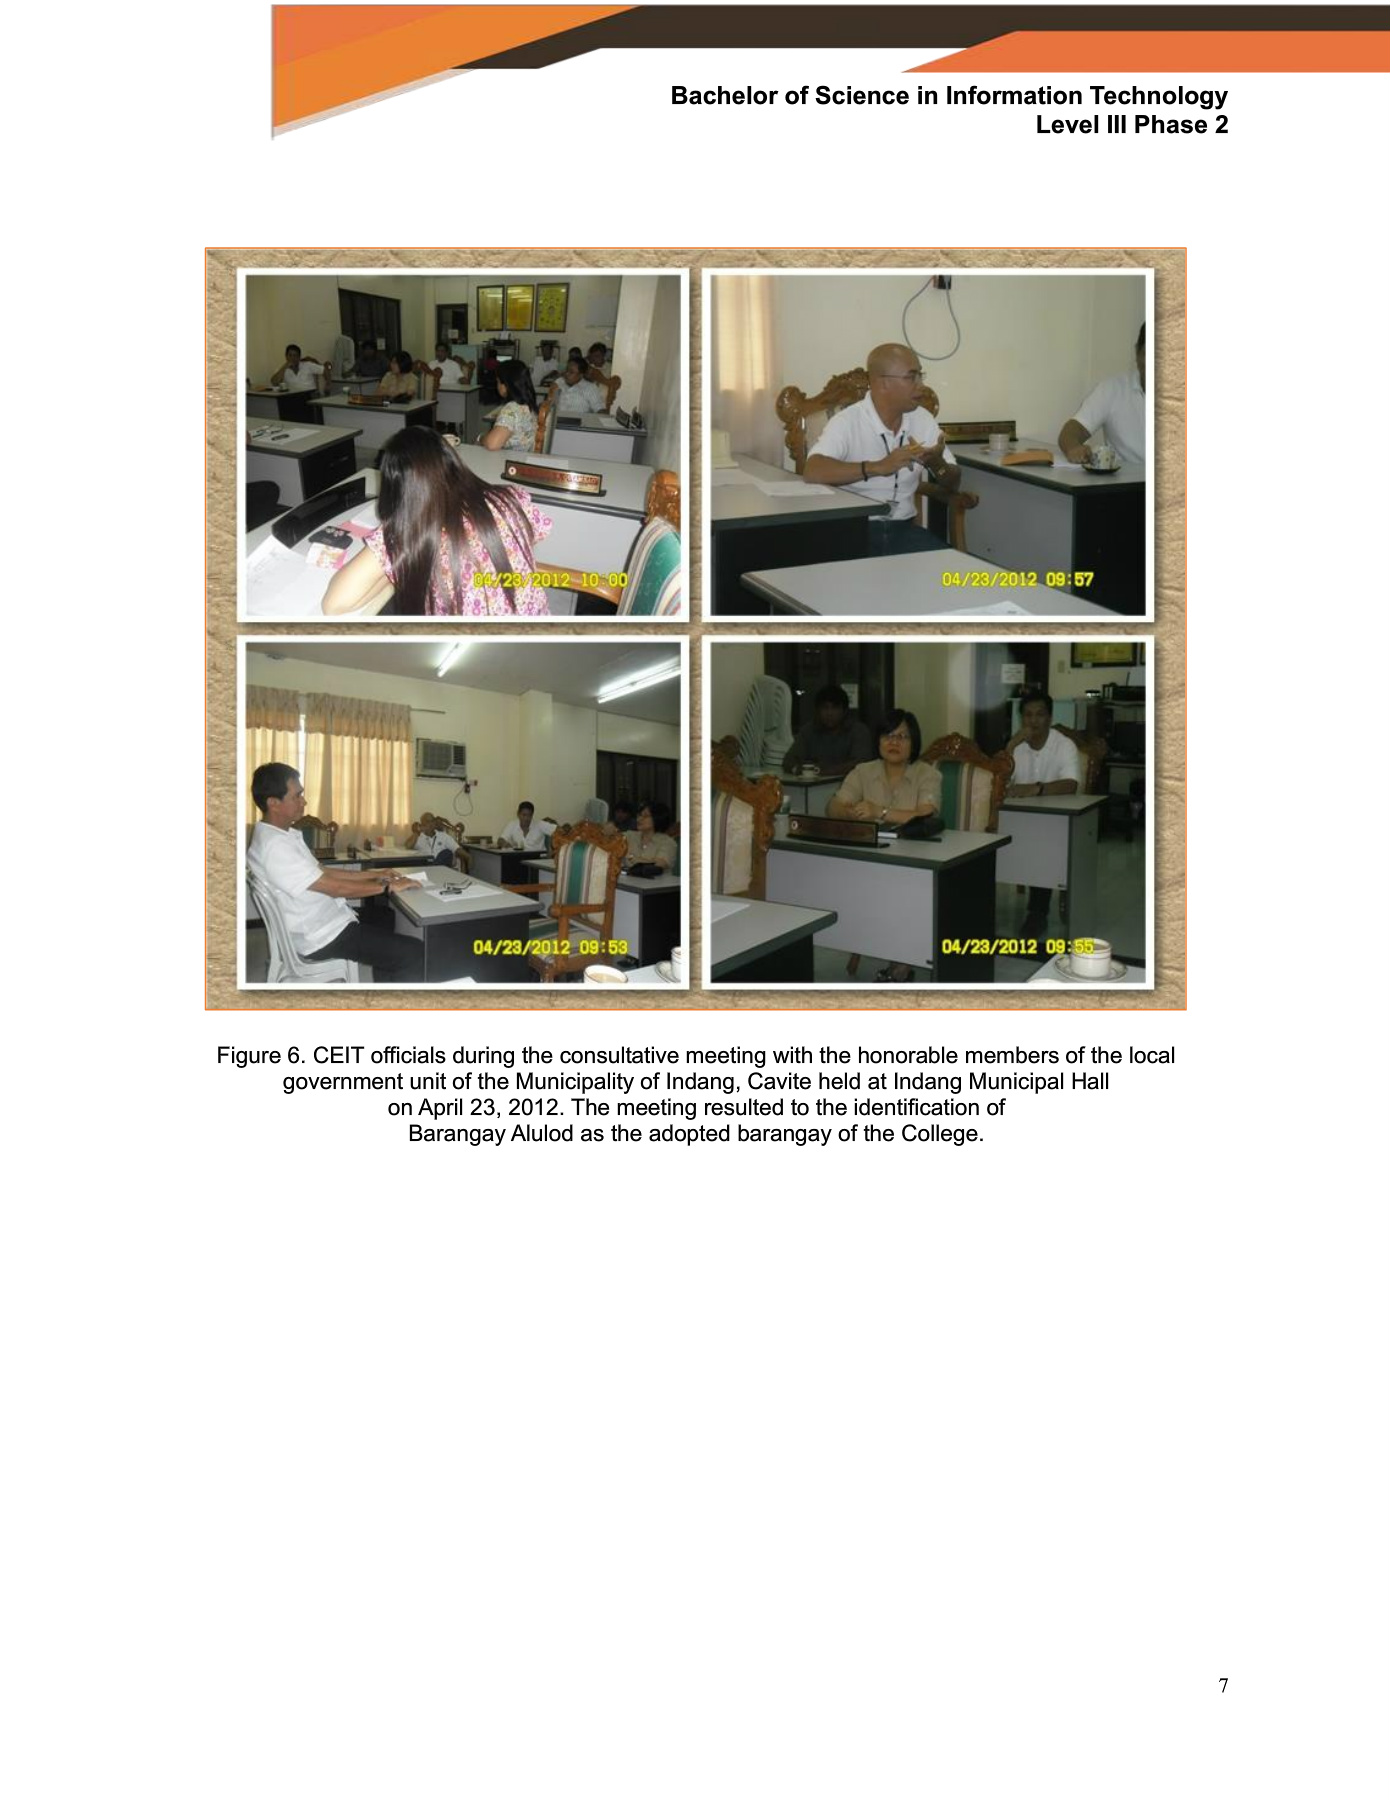 Bachelor of Science in Information Technology
Level III Phase 2
04/23/2012 10:00
04/23/2012 09:57
04/23/2012 09:53
04/23/2012 09:55
Figure 6. CEIT officials during the consultative meeting with the honorable members of the local
government unit of the Municipality of Indang, Cavite held at Indang Municipal Hall
on April 23, 2012. The meeting resulted to the identification of
Barangay Alulod as the adopted barangay of the College.
7